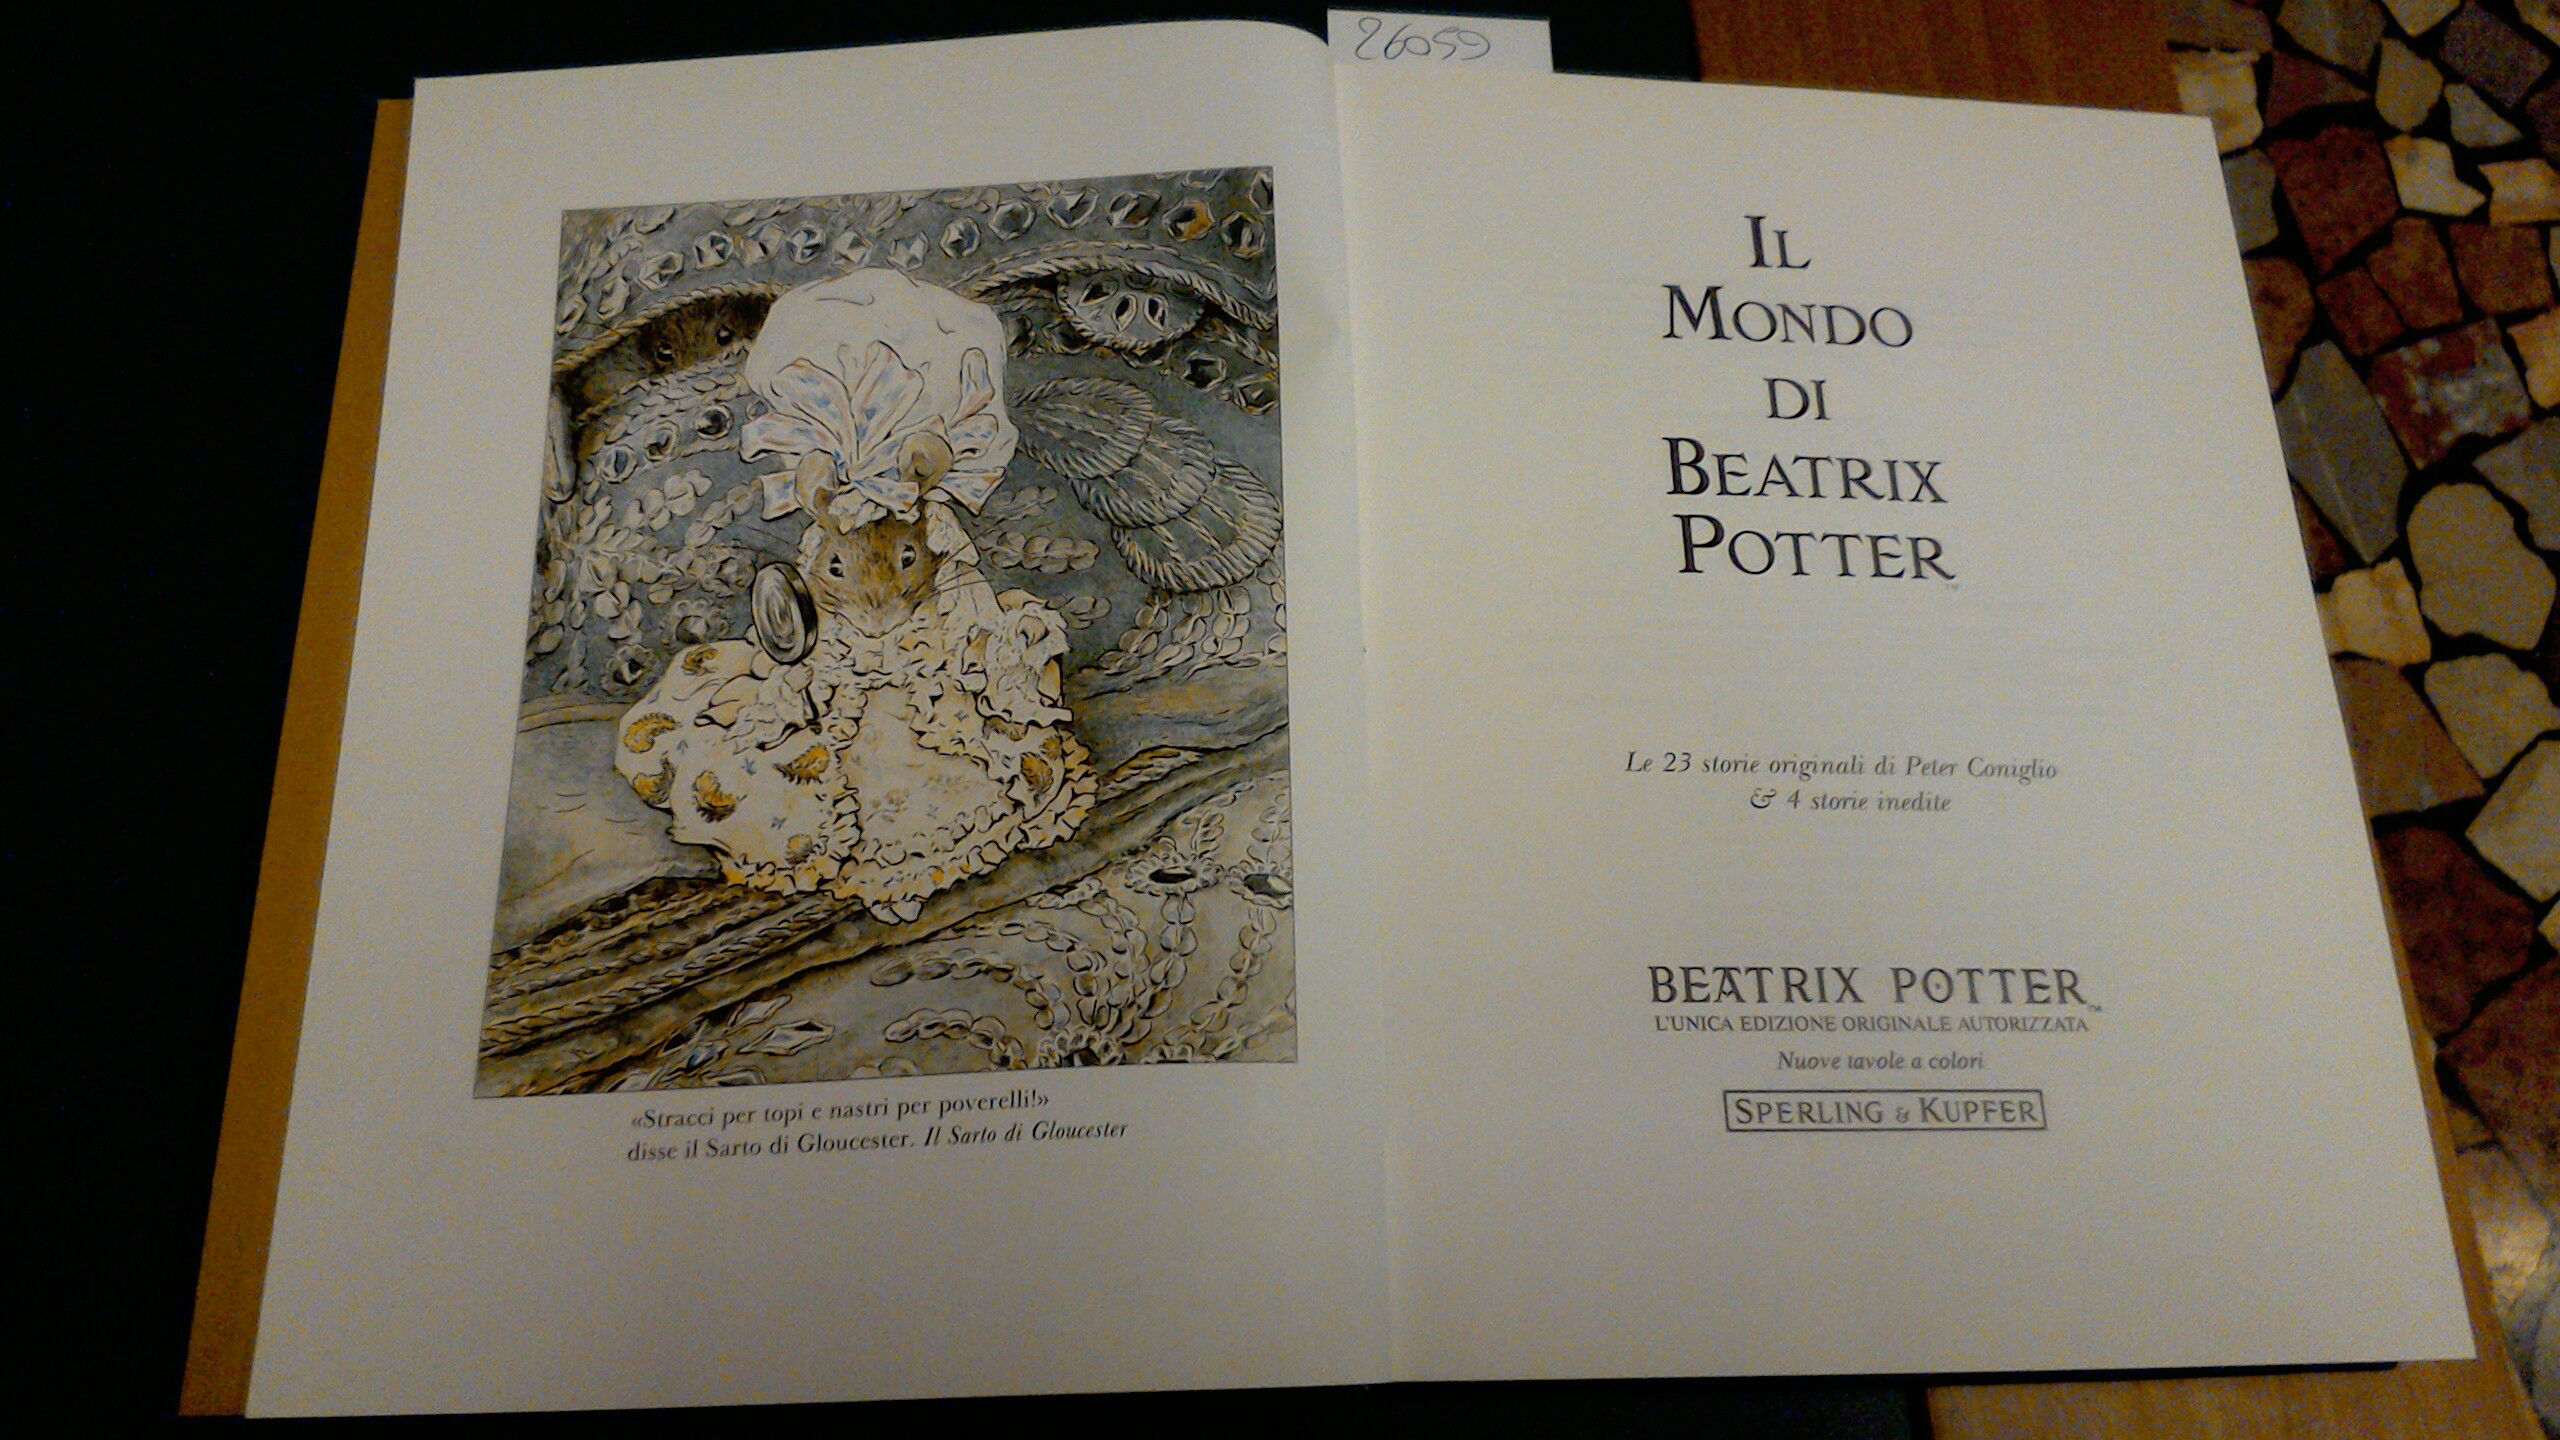 26059
«Stracci per topi e nastri per poverelli!»
disse il Sarto di Gloucester. Il Sarto di Gloucester
IL
MONDO
DI
BEATRIX
POTTER™
Le 23 storie originali di Peter Coniglio
& 4 storie inedite
BEATRIX POTTER™
L'UNICA EDIZIONE ORIGINALE AUTORIZZATA
Nuove tavole a colori
SPERLING & KUPFER